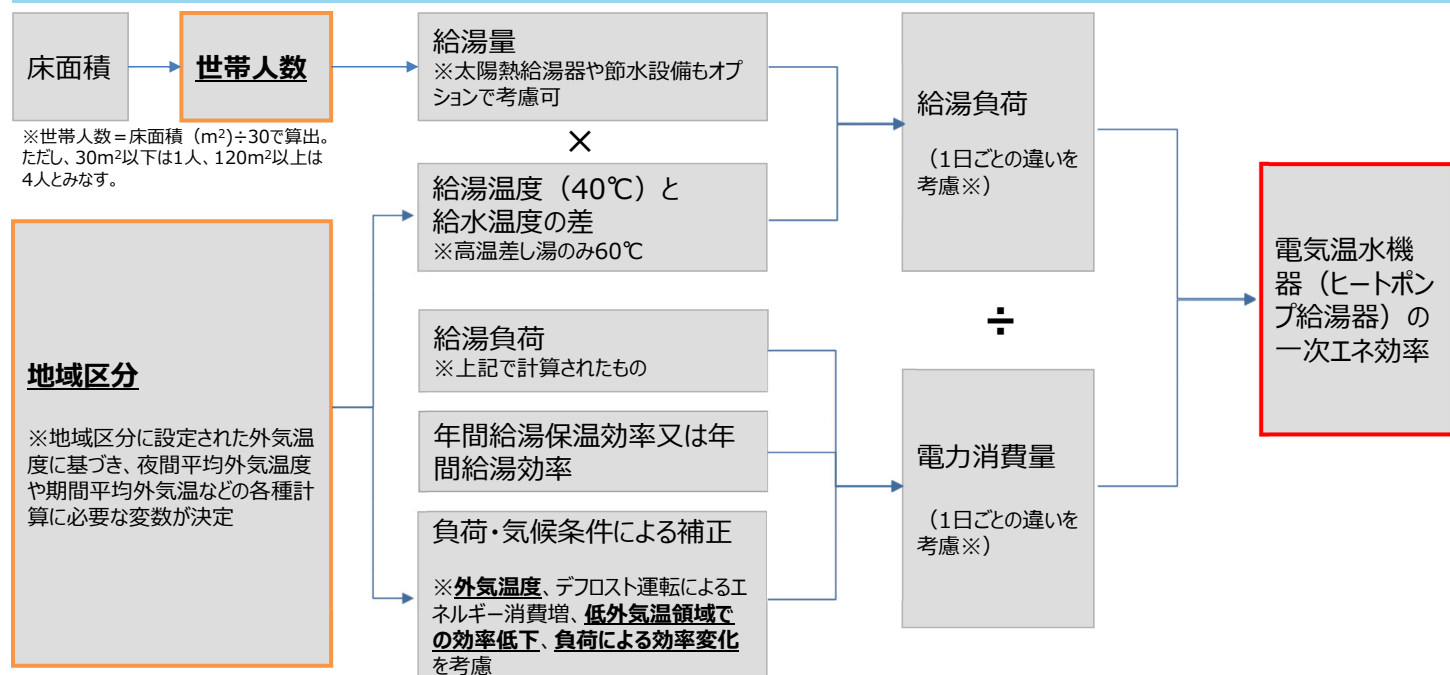 床面積
世帯人数
※世帯人数＝床面積（m²)÷30で算出。
ただし、30m²以下は1人、120m²以上は
4人とみなす。
給湯量
※太陽熱給湯器や節水設備もオプ
ションで考慮可
×
給湯温度（40℃）と
給水温度の差
※高温差し湯のみ60℃
給湯負荷
（1日ごとの違いを
考慮※）
地域区分
※地域区分に設定された外気温
度に基づき、夜間平均外気温度
や期間平均外気温などの各種計
算に必要な変数が決定
給湯負荷
※上記で計算されたもの
年間給湯保温効率又は年
間給湯効率
負荷・気候条件による補正
※外気温度、デフロスト運転によるエ
ネルギー消費増、低外気温領域で
の効率低下、負荷による効率変化
を考慮
÷
電力消費量
（1日ごとの違いを
考慮※）
電気温水機
器（ヒートポン
プ給湯器）の
一次エネ効率